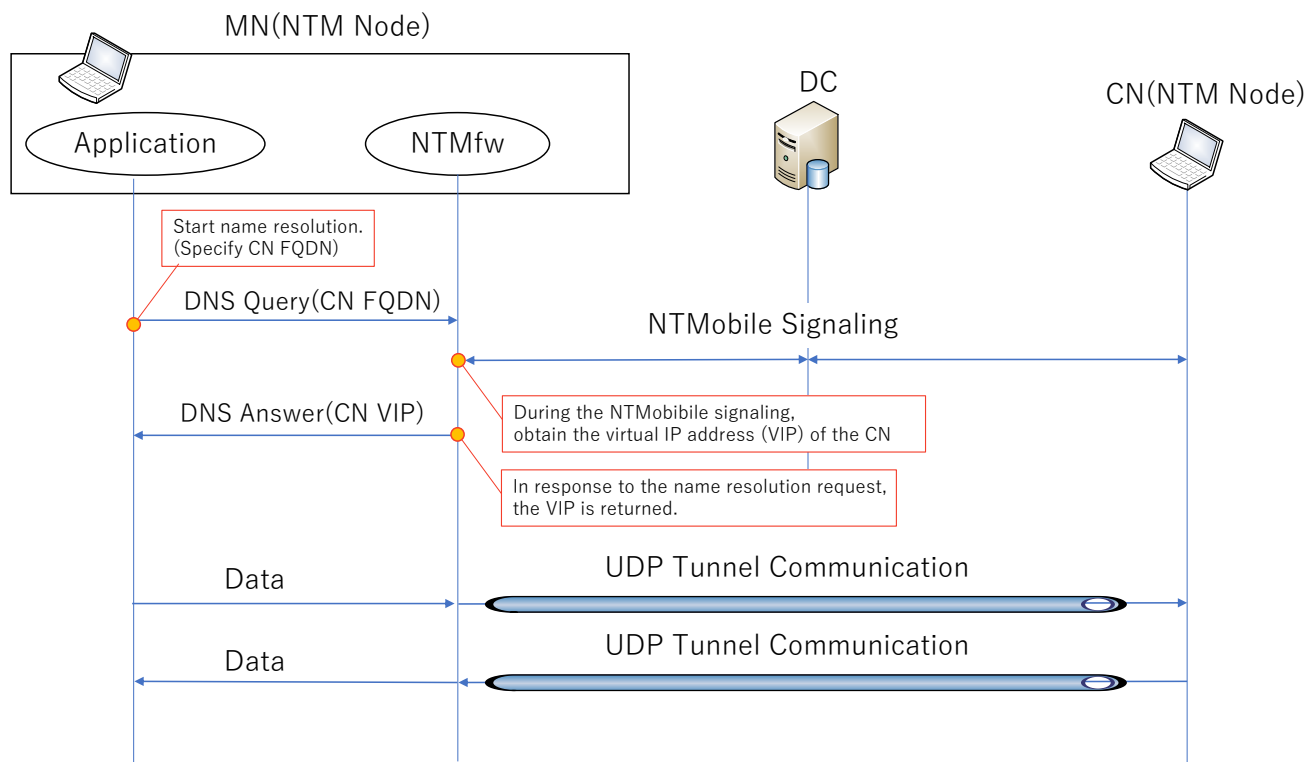 MN(NTM Node)
DC
CN(NTM Node)
Application
NTMfw
Start name resolution.
(Specify CN FQDN)
DNS Query(CN FQDN)
NTMobile Signaling
DNS Answer(CN VIP)
During the NTMobibile signaling,
obtain the virtual IP address (VIP) of the CN
In response to the name resolution request,
the VIP is returned.
Data
UDP Tunnel Communication
Data
UDP Tunnel Communication